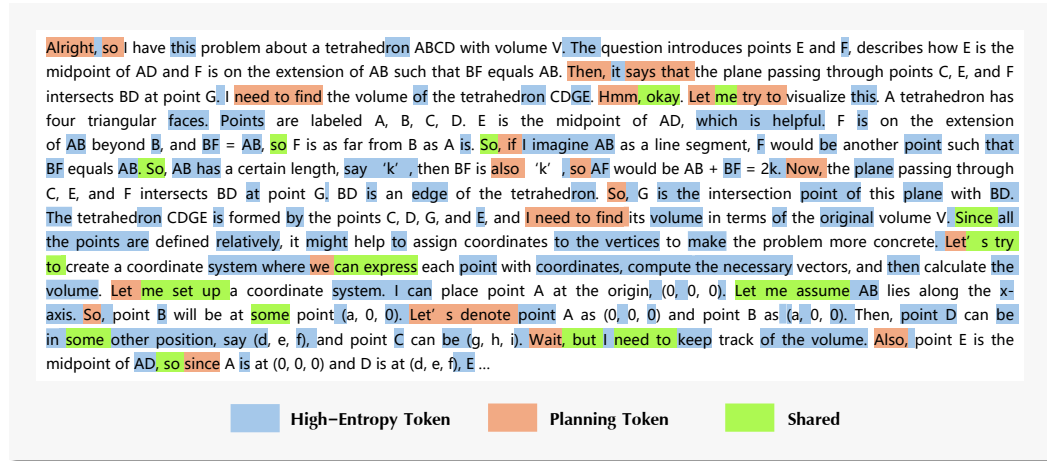 Alright, so I have this problem about a tetrahedron ABCD with volume V. The question introduces points E and F, describes how E is the
midpoint of AD and F is on the extension of AB such that BF equals AB. Then, it says that the plane passing through points C, E, and F
intersects BD at point G. I need to find the volume of the tetrahedron CDGE. Hmm, okay. Let me try to visualize this. A tetrahedron has
four triangular faces. Points are labeled A, B, C, D. E is the midpoint of AD, which is helpful. F is on the extension
of AB beyond B, and BF = AB, so F is as far from B as A is. So, if I imagine AB as a line segment, F would be another point such that
BF equals AB. So, AB has a certain length, say ‘k’, then BF is also ‘k’, so AF would be AB + BF = 2k. Now, the plane passing through
C, E, and F intersects BD at point G. BD is an edge of the tetrahedron. So, G is the intersection point of this plane with BD.
The tetrahedron CDGE is formed by the points C, D, G, and E, and I need to find its volume in terms of the original volume V. Since all
the points are defined relatively, it might help to assign coordinates to the vertices to make the problem more concrete. Let’s try
to create a coordinate system where we can express each point with coordinates, compute the necessary vectors, and then calculate the
volume. Let me set up a coordinate system. I can place point A at the origin, (0, 0, 0). Let me assume AB lies along the x-
axis. So, point B will be at some point (a, 0, 0). Let’s denote point A as (0, 0, 0) and point B as (a, 0, 0). Then, point D can be
in some other position, say (d, e, f), and point C can be (g, h, i). Wait, but I need to keep track of the volume. Also, point E is the
midpoint of AD, so since A is at (0, 0, 0) and D is at (d, e, f), E ...
High-Entropy Token Planning Token Shared